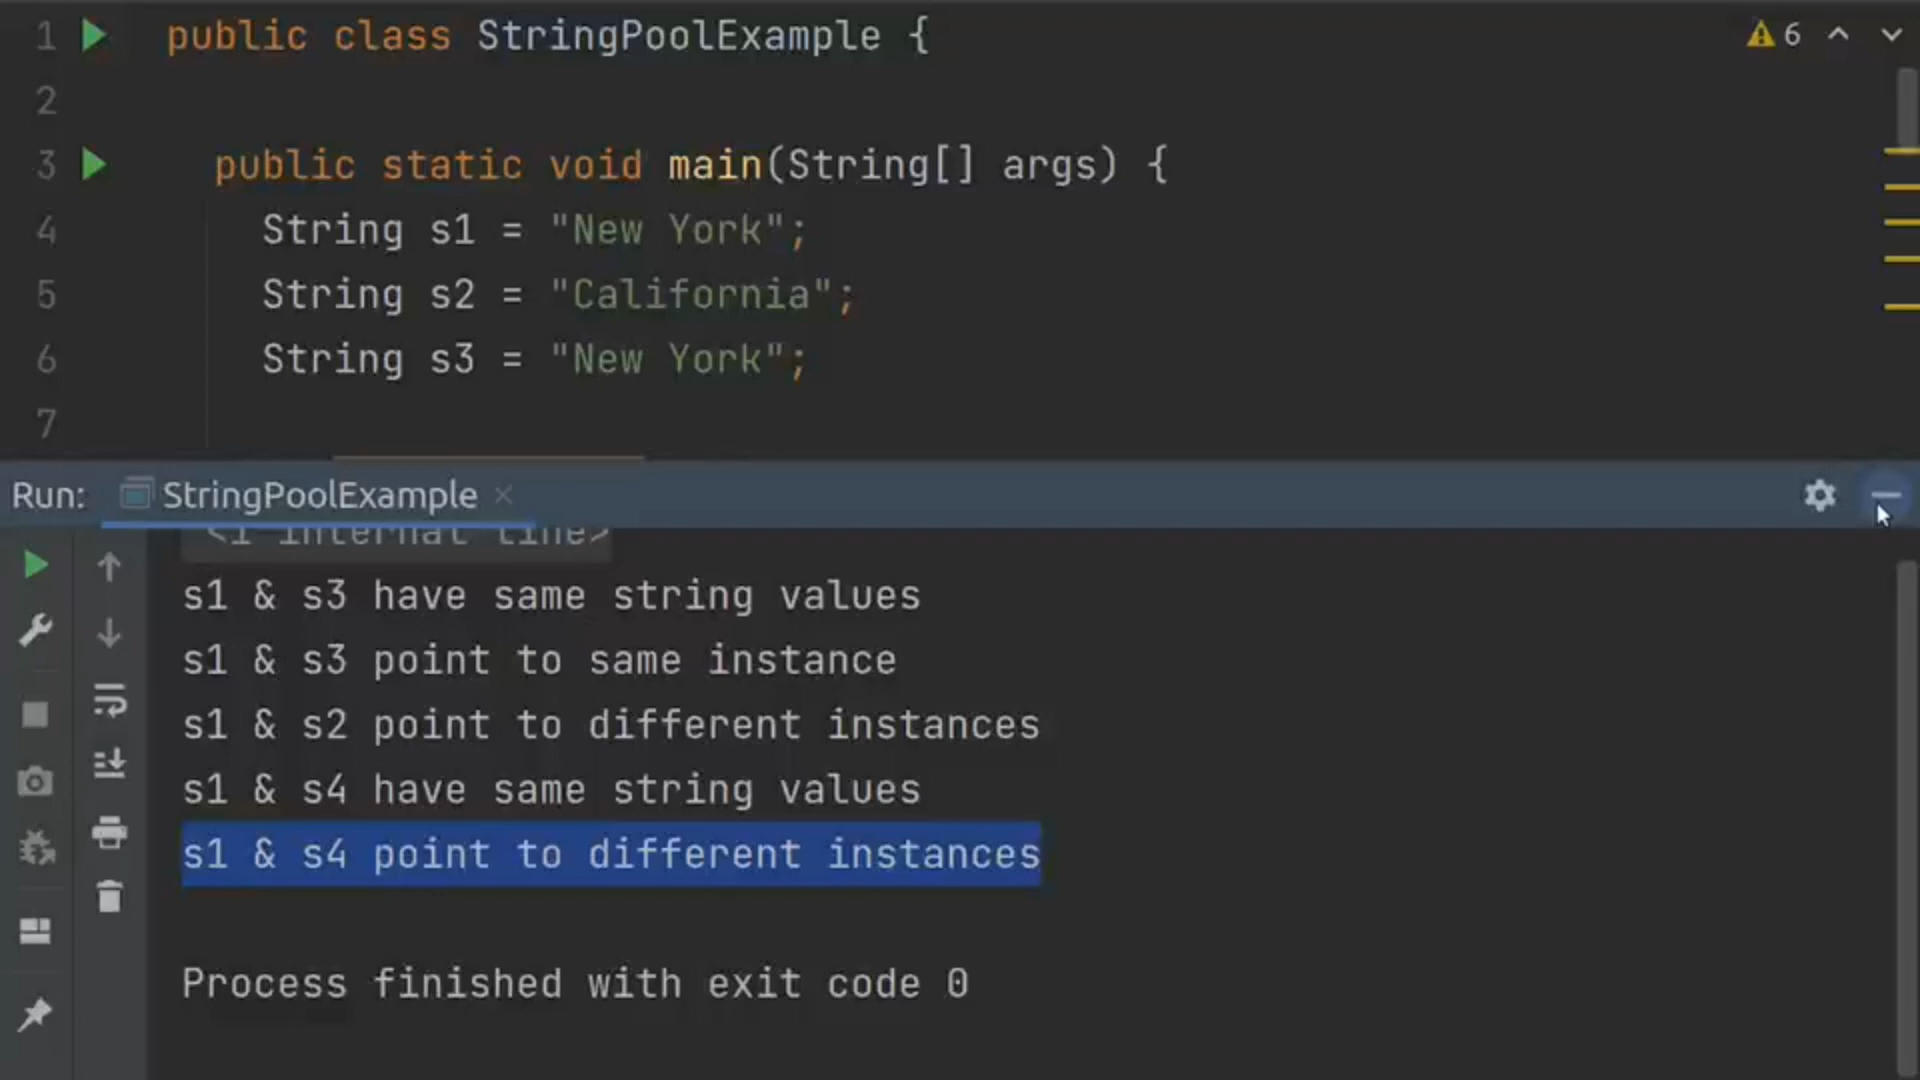 1 public class StringPoolExample { 6
2
3 public static void main(String[] args) {
4 String s1 = "New York";
5 String s2 = "California";
6 String s3 = "New York";
7
Run: StringPoolExample
<1 internal line>
s1 & s3 have same string values
s1 & s3 point to same instance
s1 & s2 point to different instances
s1 & s4 have same string values
s1 & s4 point to different instances
Process finished with exit code 0